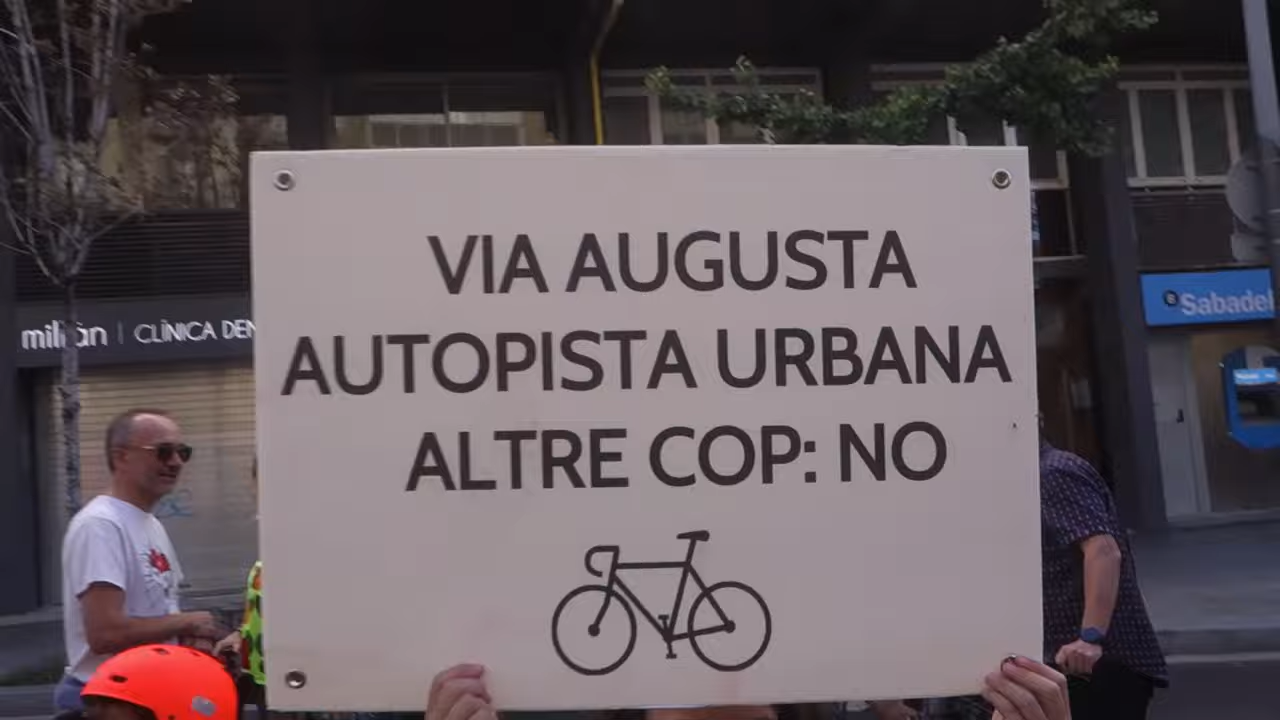 VIA AUGUSTA
AUTOPISTA URBANA
ALTRE COP: NO
CLÍNICA DEN
Sabadel